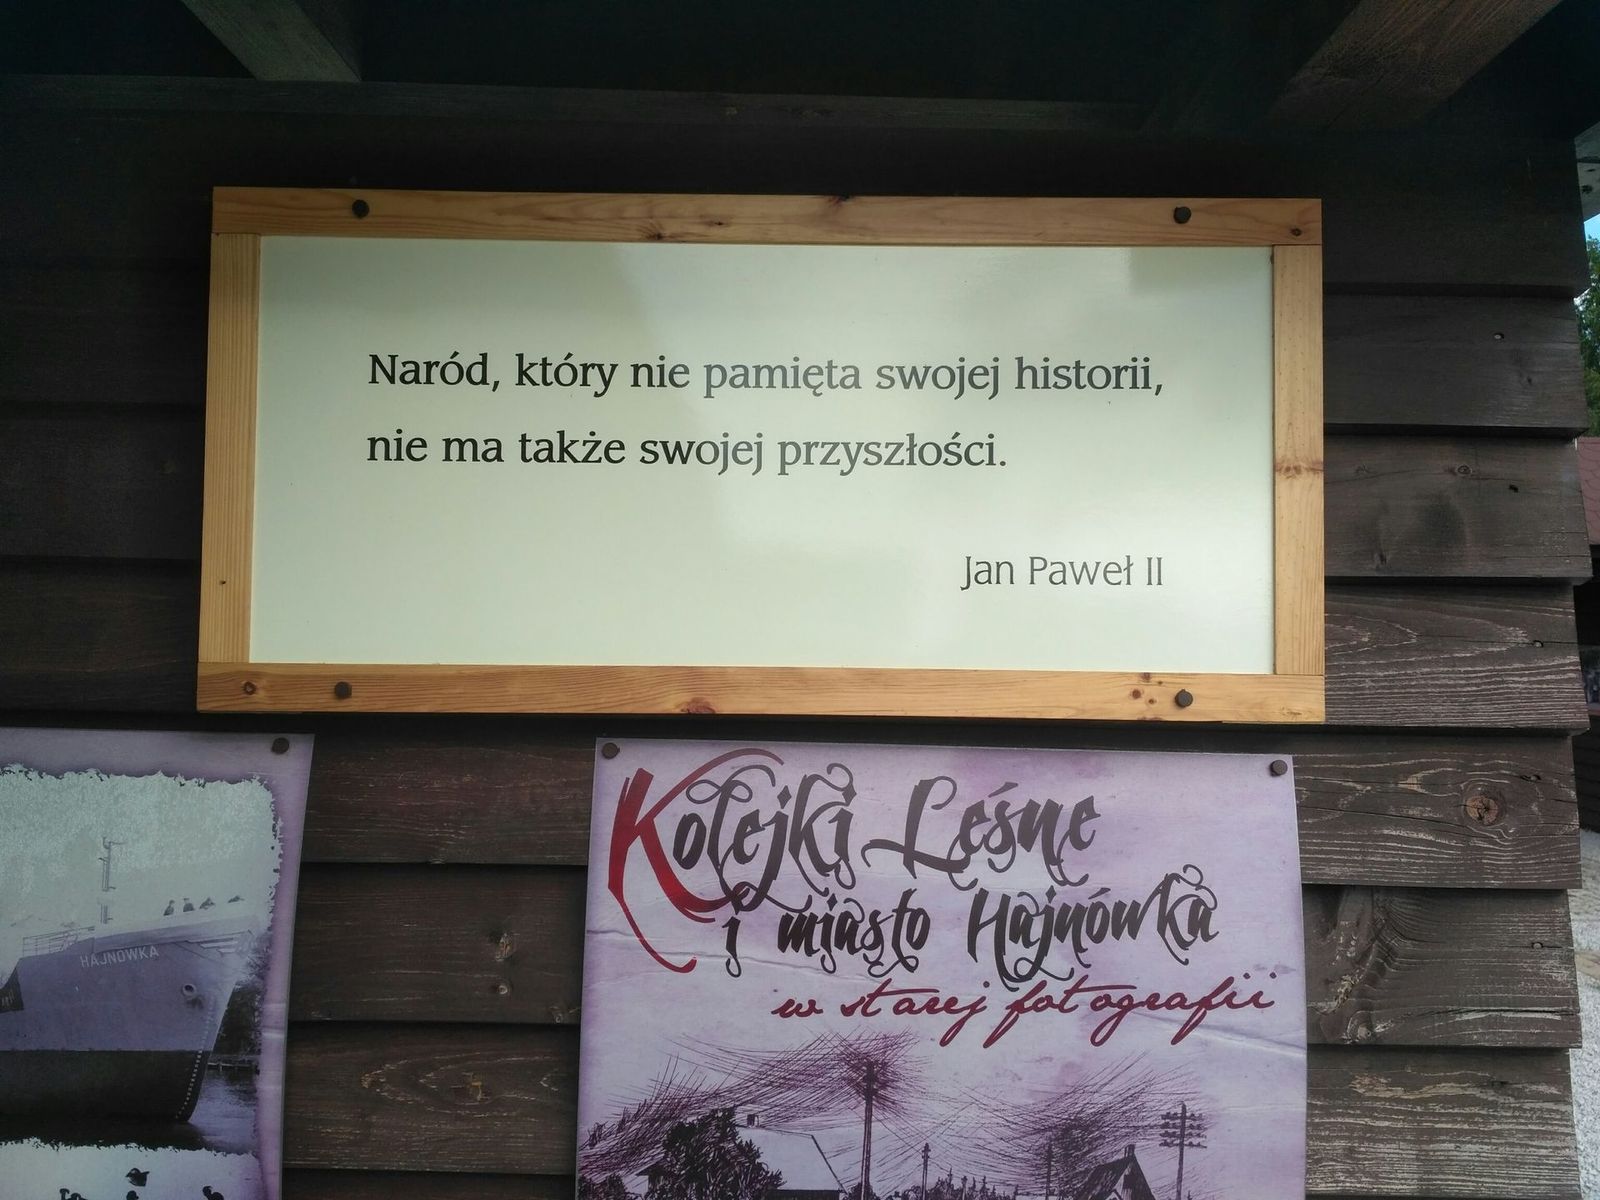 Naród, który nie pamięta swojej historii,
nie ma także swojej przyszłości.
Jan Paweł II
HAJNÓWKA
Kolejki Leśne
i miasto Hajnówka
w starej fotografii